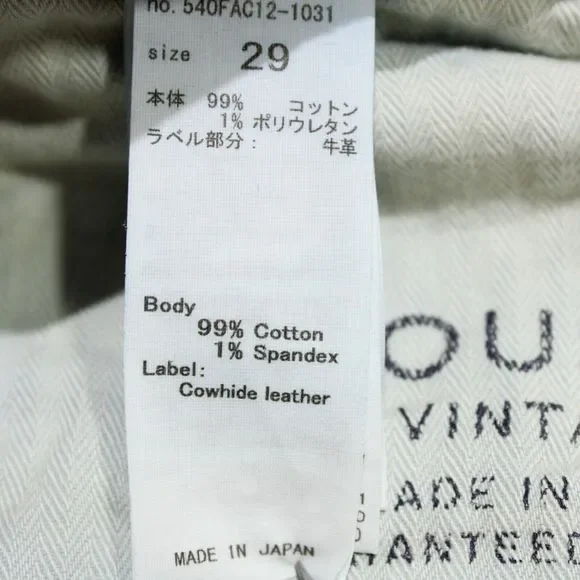 no. 540FAC12-1031
size 29
本体 99% コットン
1% ポリウレタン
ラベル部分: 牛革
Body
99% Cotton
1% Spandex
Label:
Cowhide leather
MADE IN JAPAN
OU
VINTA
ADE IN
ANTEED